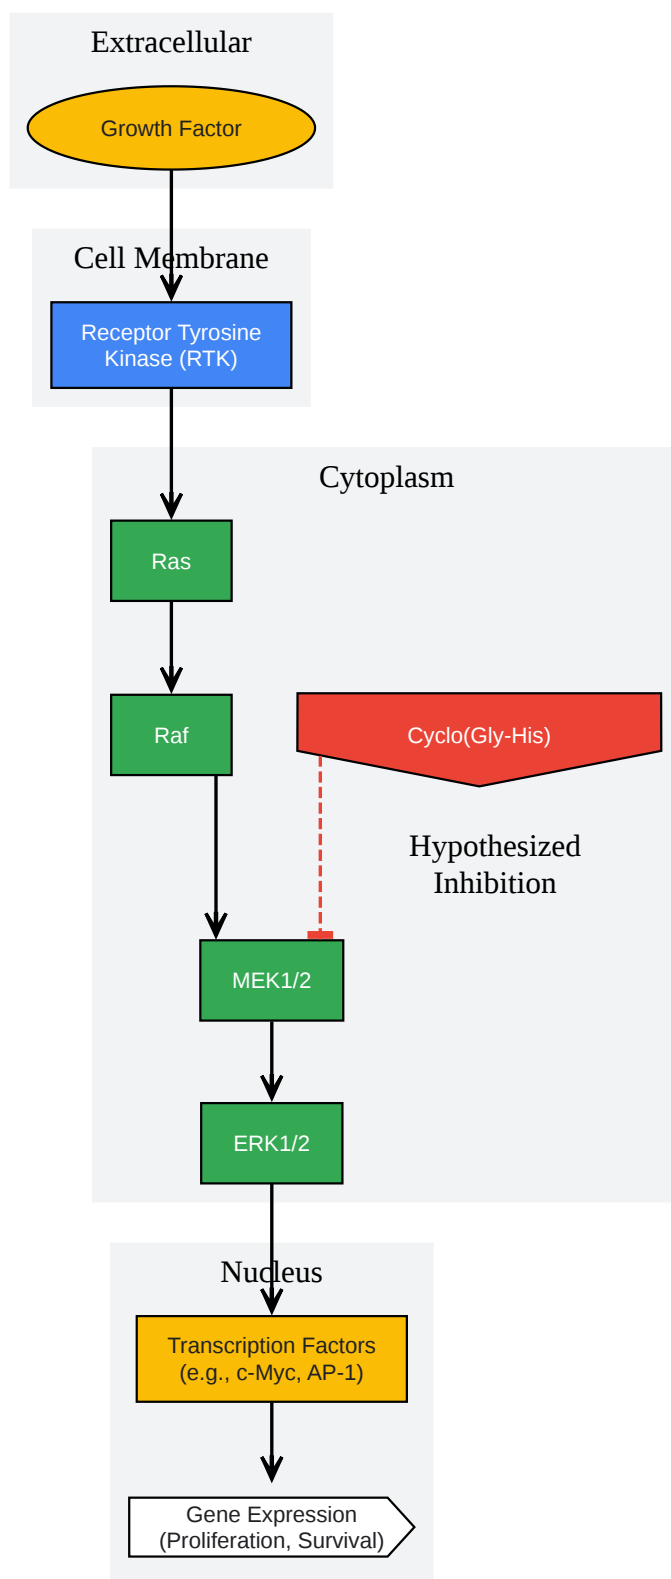 Extracellular
Growth Factor
Cell Membrane
Receptor Tyrosine
Kinase (RTK)
Cytoplasm
Ras
Raf
Cyclo(Gly-His)
Hypothesized
Inhibition
MEK1/2
ERK1/2
Nucleus
Transcription Factors
(e.g., c-Myc, AP-1)
Gene Expression
(Proliferation, Survival)